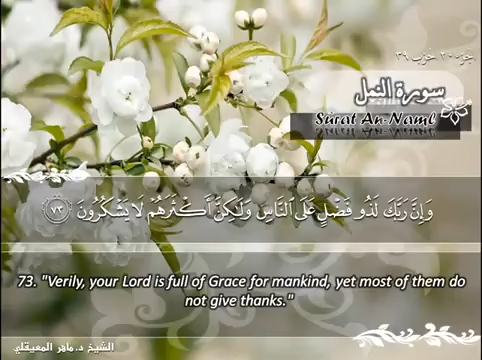 جزء ٢٠ حزب ٣٩
سورة النمل
Surat An-Naml
وَإِنَّ رَبَّكَ لَذُو فَضْلٍ عَلَى النَّاسِ وَلَٰكِنَّ أَكْثَرَهُمْ لَا يَشْكُرُونَ ﴿٧٣﴾
73. "Verily, your Lord is full of Grace for mankind, yet most of them do
not give thanks."
الشيخ د. ماهر المعيقلي